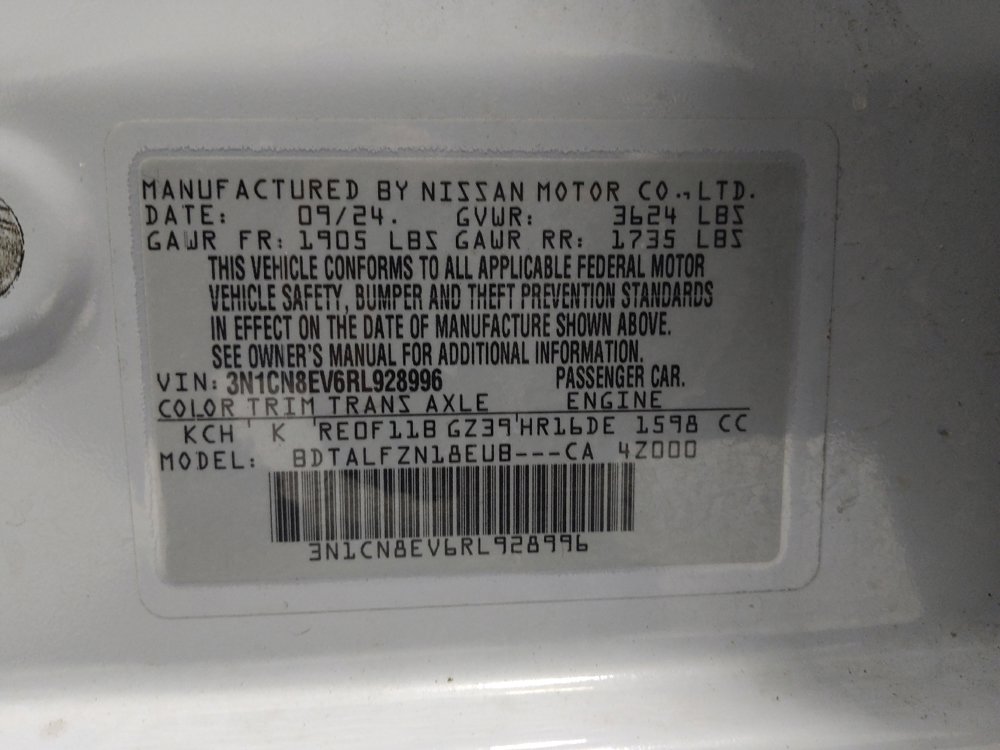 MANUFACTURED BY NISSAN MOTOR CO., LTD.
DATE: 09/24. GVWR: 3624 LBS
GAWR FR: 1905 LBS GAWR RR: 1735 LBS
THIS VEHICLE CONFORMS TO ALL APPLICABLE FEDERAL MOTOR
VEHICLE SAFETY, BUMPER AND THEFT PREVENTION STANDARDS
IN EFFECT ON THE DATE OF MANUFACTURE SHOWN ABOVE.
SEE OWNER'S MANUAL FOR ADDITIONAL INFORMATION.
VIN: 3N1CN8EV6RL928996 PASSENGER CAR.
COLOR TRIM TRANS AXLE ENGINE
KCH K RE0F11B GZ39 HR16DE 1598 CC
MODEL: BDTALFZN18EUB---CA 4Z000
3N1CN8EV6RL928996